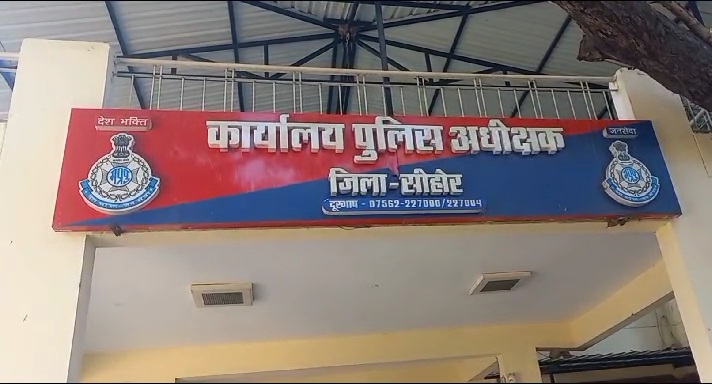 देश भक्ति
जनसेवा
कार्यालय पुलिस अधीक्षक
जिला-सीहोर
दूरभाष - 07562-227000/227004
म.प्र.
म.प्र.